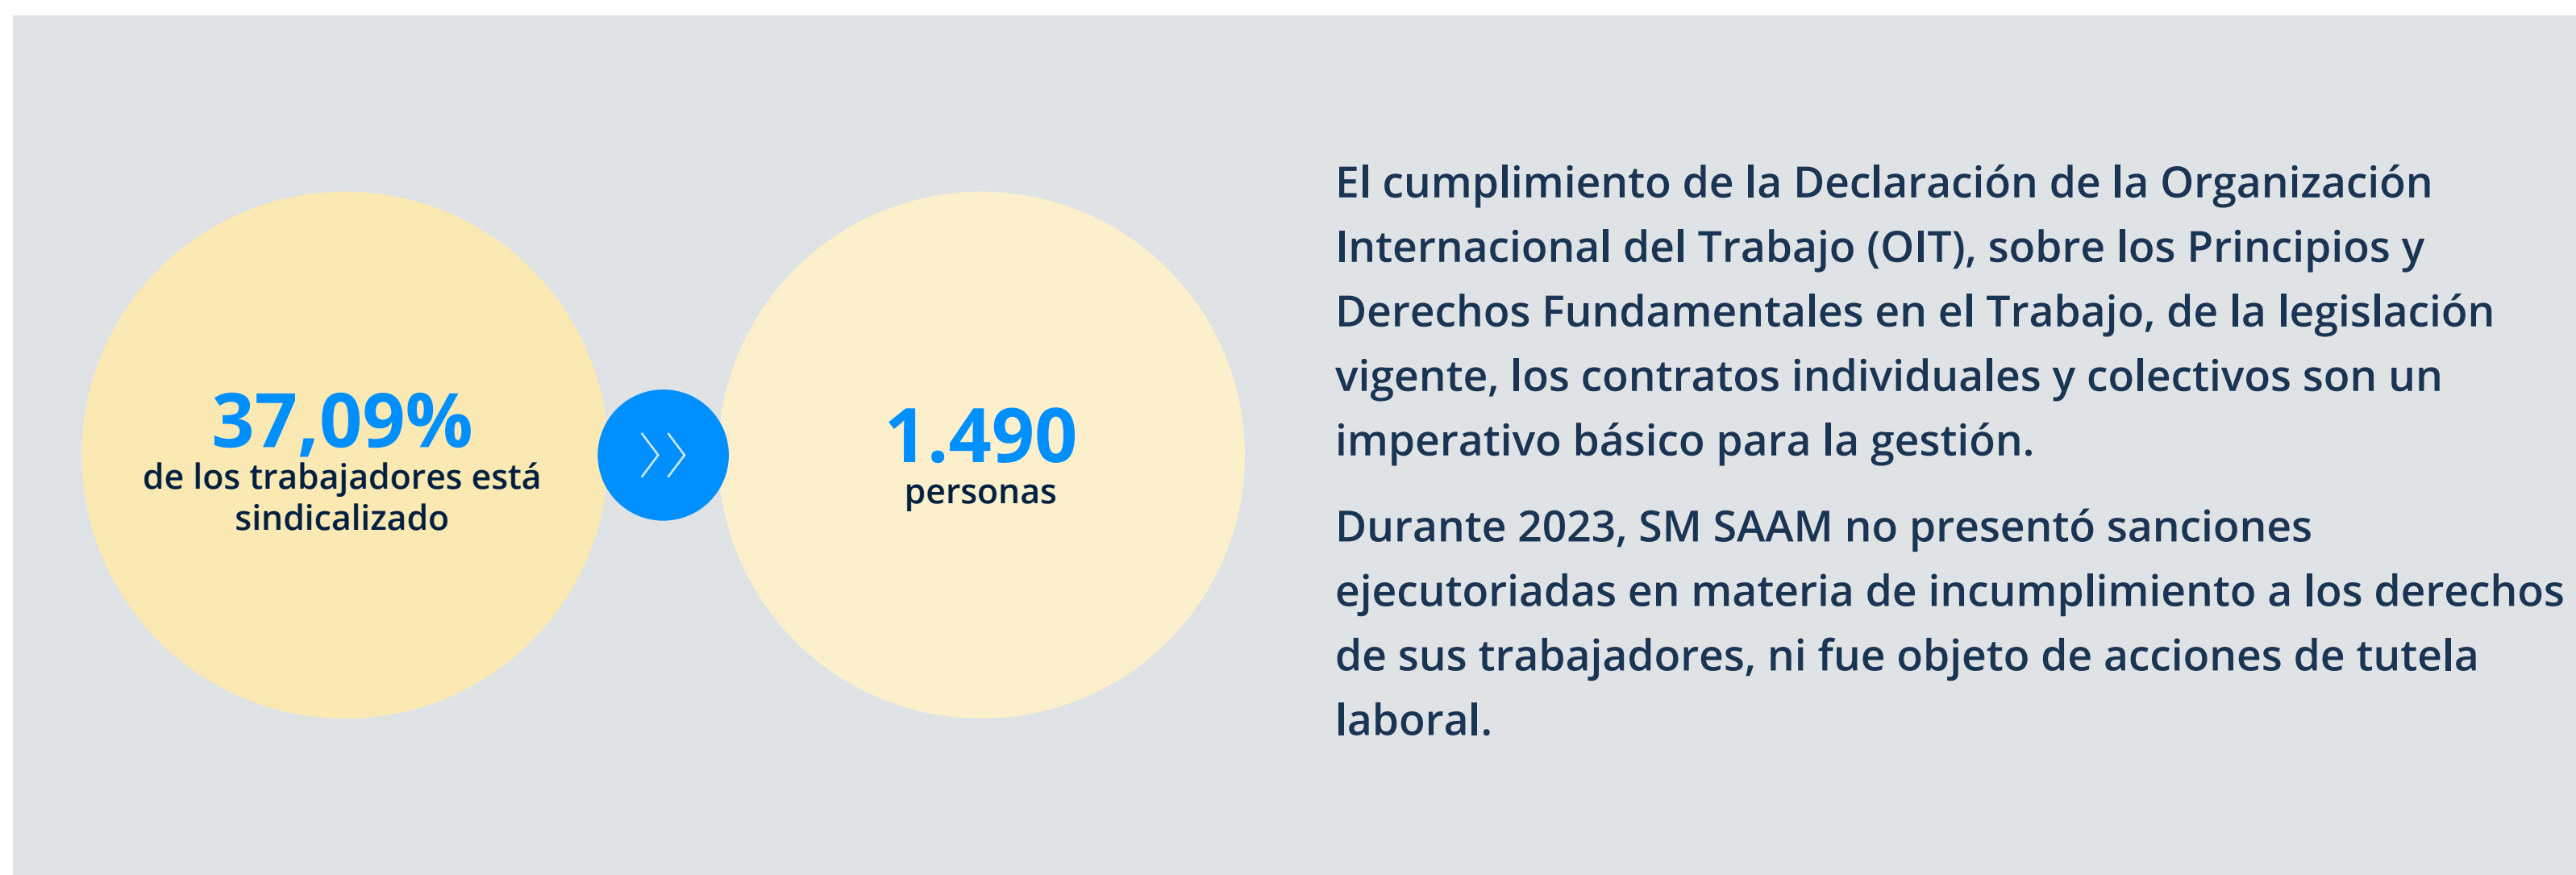 37,09%
de los trabajadores está
sindicalizado
1.490
personas
El cumplimiento de la Declaración de la Organización
Internacional del Trabajo (OIT), sobre los Principios y
Derechos Fundamentales en el Trabajo, de la legislación
vigente, los contratos individuales y colectivos son un
imperativo básico para la gestión.
Durante 2023, SM SAAM no presentó sanciones
ejecutoriadas en materia de incumplimiento a los derechos
de sus trabajadores, ni fue objeto de acciones de tutela
laboral.